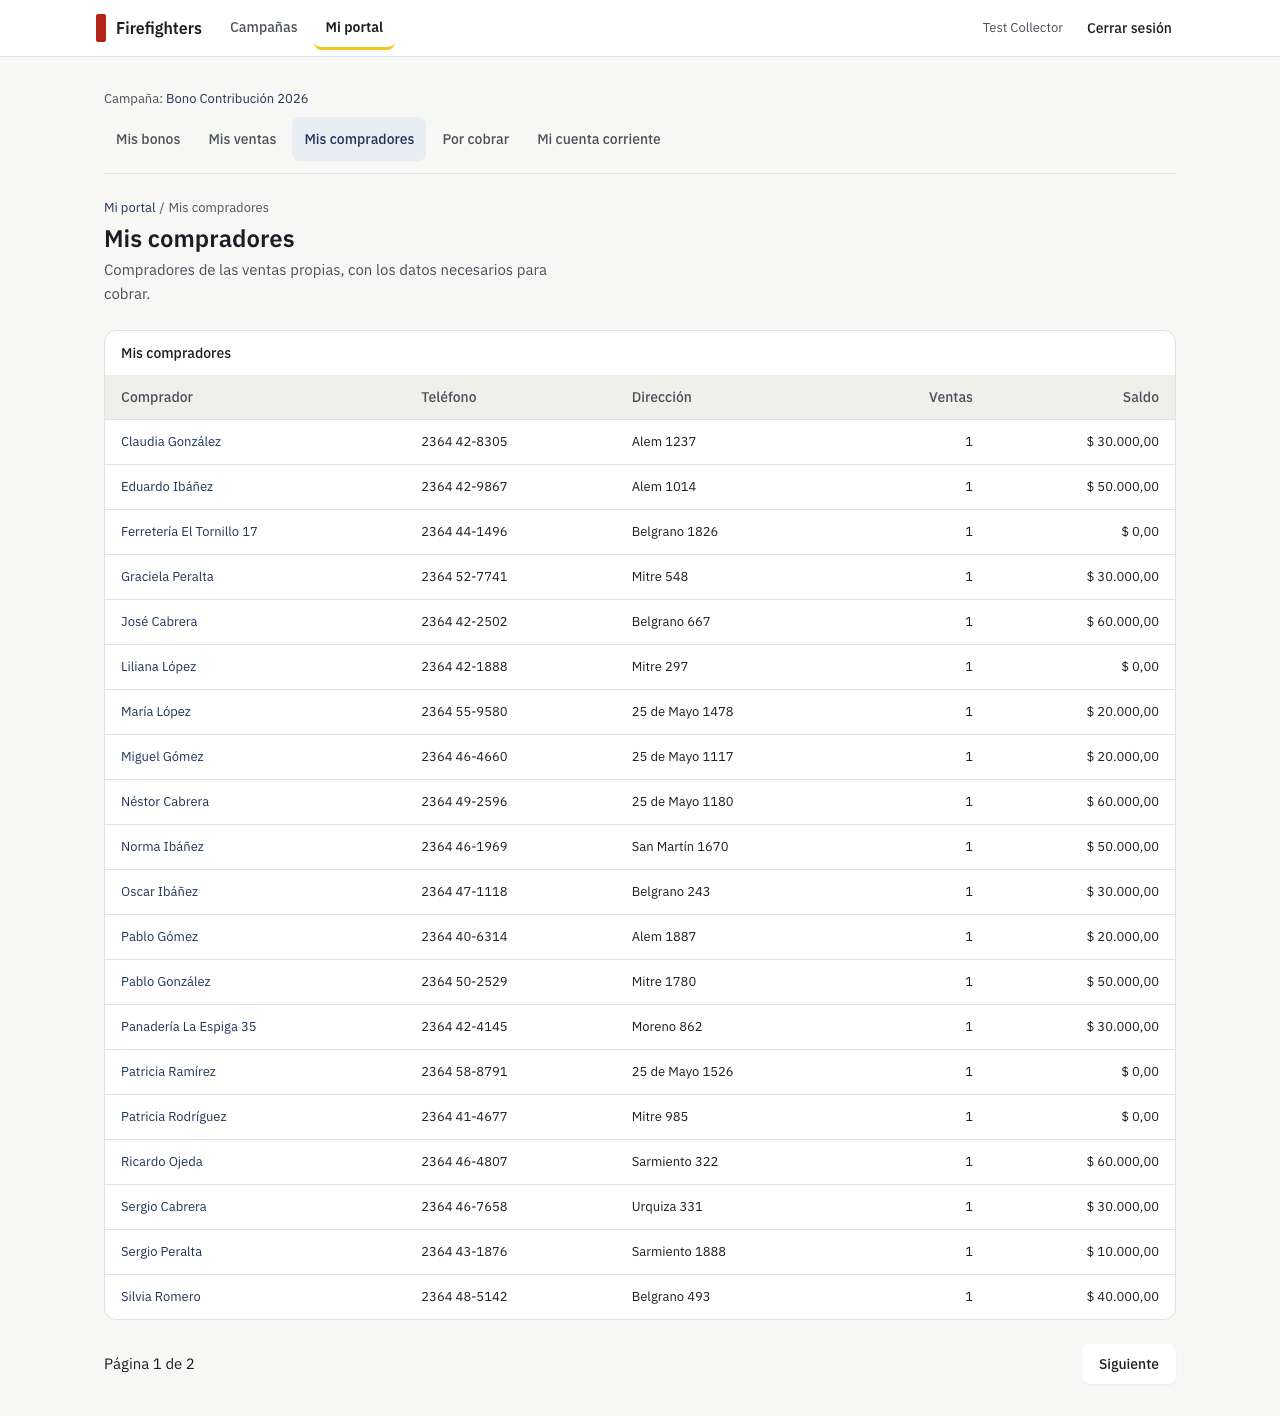 Firefighters Campañas Mi portal Test Collector Cerrar sesión
Campaña: Bono Contribución 2026
Mis bonos Mis ventas Mis compradores Por cobrar Mi cuenta corriente
Mi portal / Mis compradores
Mis compradores
Compradores de las ventas propias, con los datos necesarios para
cobrar.
Mis compradores
Comprador Teléfono Dirección Ventas Saldo
Claudia González 2364 42-8305 Alem 1237 1 $ 30.000,00
Eduardo Ibáñez 2364 42-9867 Alem 1014 1 $ 50.000,00
Ferretería El Tornillo 17 2364 44-1496 Belgrano 1826 1 $ 0,00
Graciela Peralta 2364 52-7741 Mitre 548 1 $ 30.000,00
José Cabrera 2364 42-2502 Belgrano 667 1 $ 60.000,00
Liliana López 2364 42-1888 Mitre 297 1 $ 0,00
María López 2364 55-9580 25 de Mayo 1478 1 $ 20.000,00
Miguel Gómez 2364 46-4660 25 de Mayo 1117 1 $ 20.000,00
Néstor Cabrera 2364 49-2596 25 de Mayo 1180 1 $ 60.000,00
Norma Ibáñez 2364 46-1969 San Martín 1670 1 $ 50.000,00
Oscar Ibáñez 2364 47-1118 Belgrano 243 1 $ 30.000,00
Pablo Gómez 2364 40-6314 Alem 1887 1 $ 20.000,00
Pablo González 2364 50-2529 Mitre 1780 1 $ 50.000,00
Panadería La Espiga 35 2364 42-4145 Moreno 862 1 $ 30.000,00
Patricia Ramírez 2364 58-8791 25 de Mayo 1526 1 $ 0,00
Patricia Rodríguez 2364 41-4677 Mitre 985 1 $ 0,00
Ricardo Ojeda 2364 46-4807 Sarmiento 322 1 $ 60.000,00
Sergio Cabrera 2364 46-7658 Urquiza 331 1 $ 30.000,00
Sergio Peralta 2364 43-1876 Sarmiento 1888 1 $ 10.000,00
Silvia Romero 2364 48-5142 Belgrano 493 1 $ 40.000,00
Página 1 de 2 Siguiente